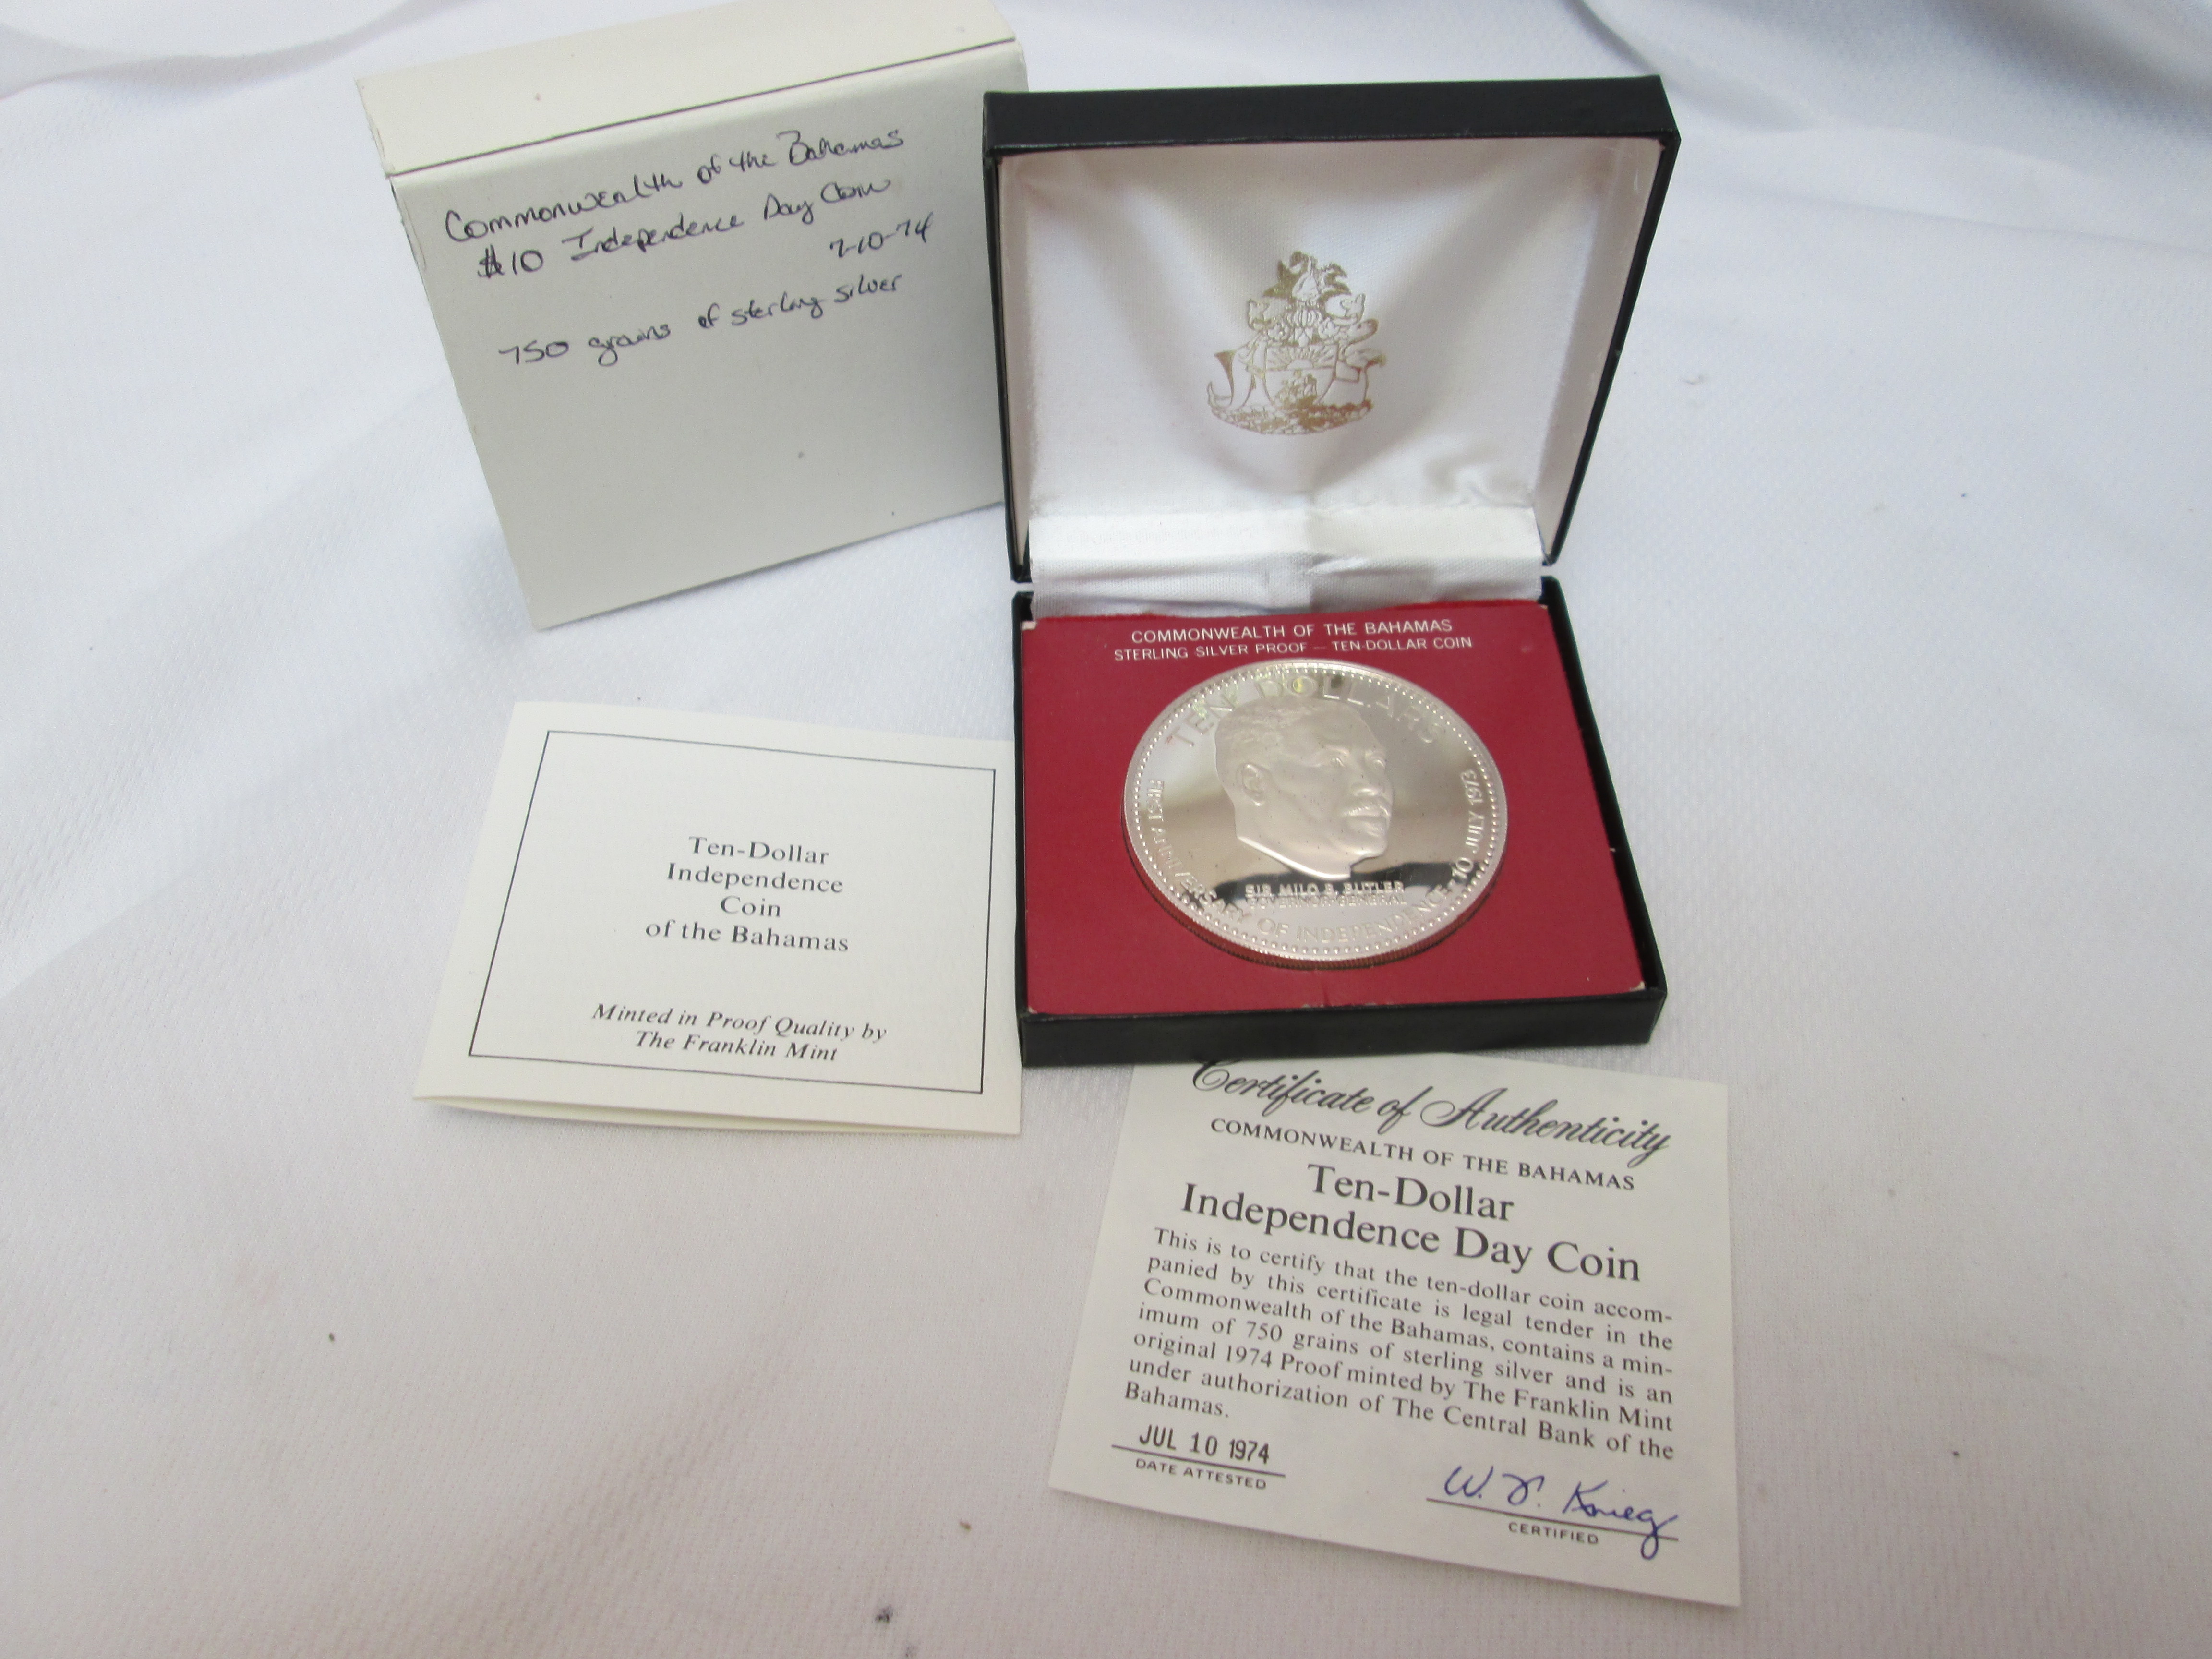 Commonwealth of the Bahamas
$10 Independence Day Coin
7-10-74
750 grains of sterling silver
COMMONWEALTH OF THE BAHAMAS
STERLING SILVER PROOF — TEN-DOLLAR COIN
TEN DOLLARS
SIR MILO B. BUTLER
GOVERNOR-GENERAL
FIRST ANNIVERSARY OF INDEPENDENCE-10 JULY 1973
Ten-Dollar
Independence
Coin
of the Bahamas
Minted in Proof Quality by
The Franklin Mint
Certificate of Authenticity
COMMONWEALTH OF THE BAHAMAS
Ten-Dollar
Independence Day Coin
This is to certify that the ten-dollar coin accom-
panied by this certificate is legal tender in the
Commonwealth of the Bahamas, contains a min-
imum of 750 grains of sterling silver and is an
original 1974 Proof minted by The Franklin Mint
under authorization of The Central Bank of the
Bahamas.
JUL 10 1974
DATE ATTESTED
W. Krieg
CERTIFIED